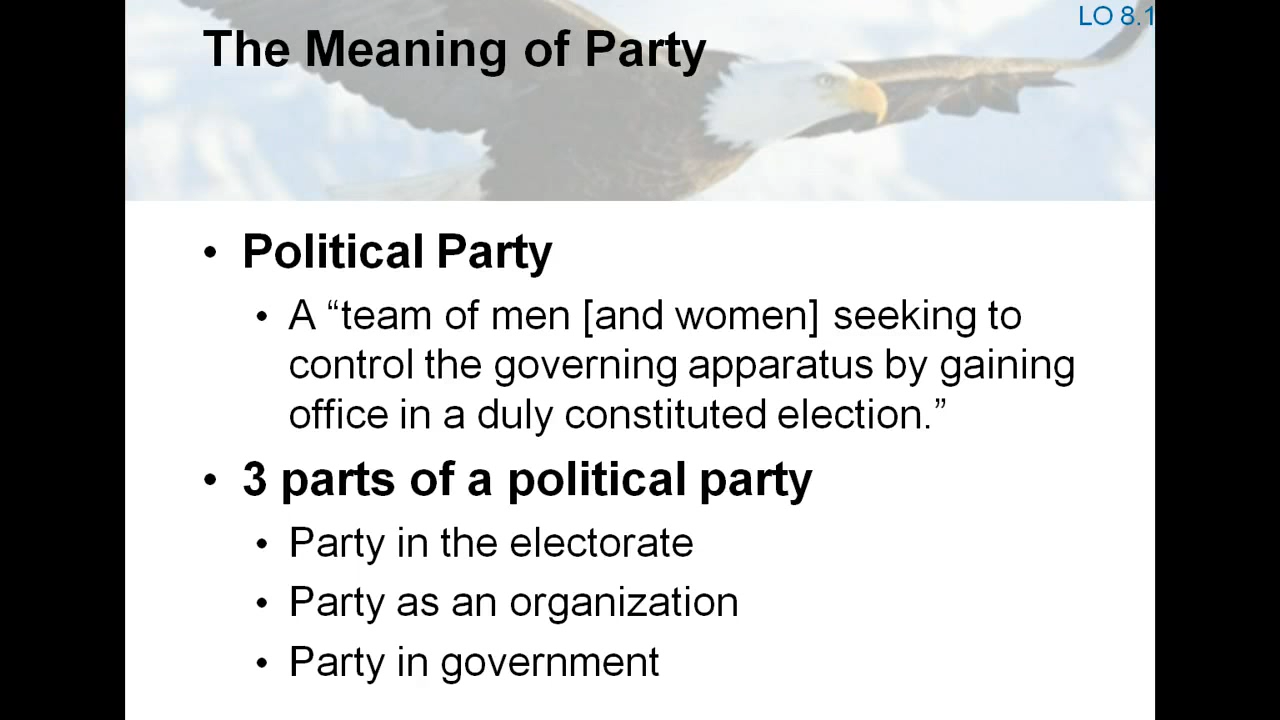 LO 8.1
The Meaning of Party
• Political Party
• A “team of men [and women] seeking to
control the governing apparatus by gaining
office in a duly constituted election.”
• 3 parts of a political party
• Party in the electorate
• Party as an organization
• Party in government